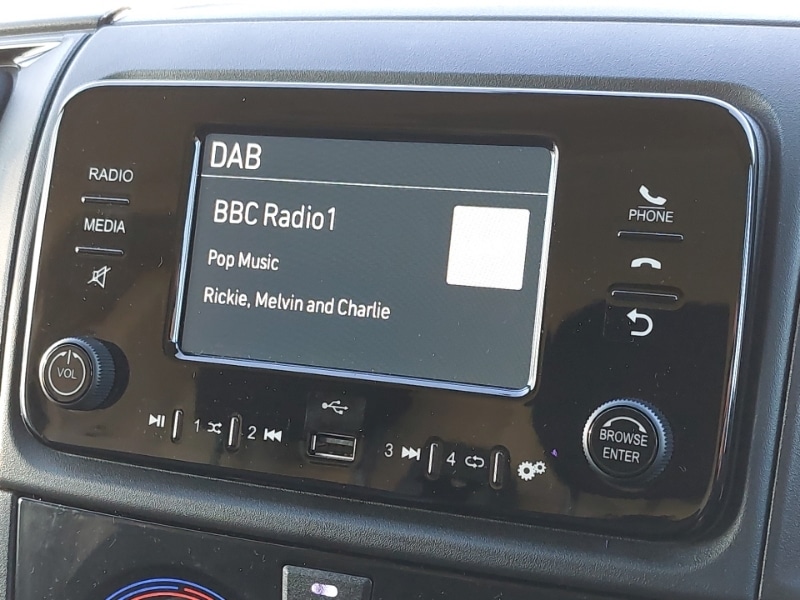 DAB
BBC Radio1
Pop Music
Rickie, Melvin and Charlie
RADIO
MEDIA
VOL
PHONE
1
2
3
4
BROWSE
ENTER